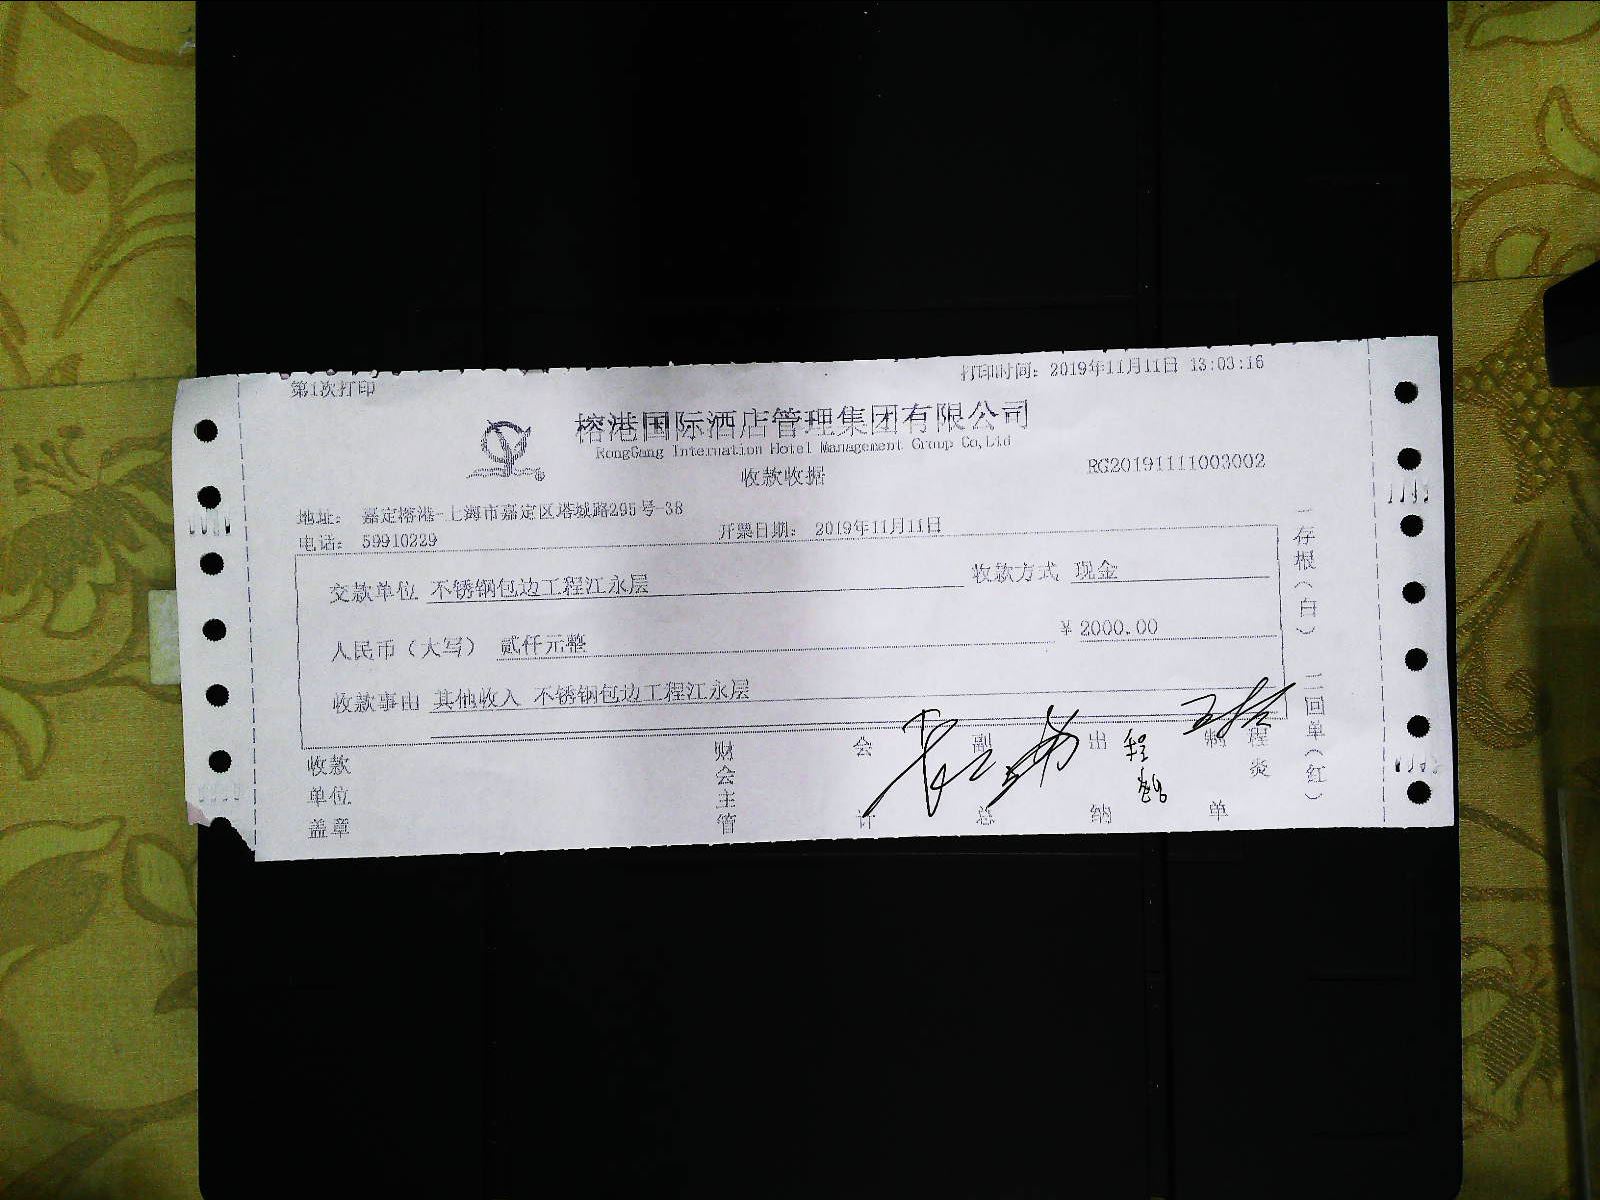 第1次打印
打印时间：2019年11月11日 13:03:16
榕港国际酒店管理集团有限公司
RongGang Internation Hotel Management Group Co,Ltd
收款收据
RG20191111003002
地址： 嘉定榕港-上海市嘉定区塔城路295号-38
电话： 59910229
开票日期： 2019年11月11日
交款单位 不锈钢包边工程江永层
收款方式 现金
人民币（大写） 贰仟元整
¥ 2000.00
收款事由 其他收入 不锈钢包边工程江永层
收款单位盖章
财会主管
会计
副总
出纳
制单
程炎
一存根（白）
二回单（红）